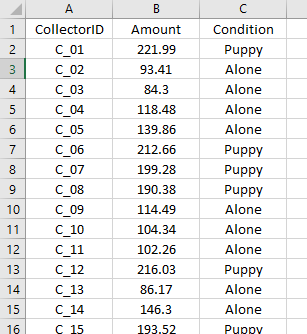 A B C
1 CollectorID Amount Condition
2 C_01 221.99 Puppy
3 C_02 93.41 Alone
4 C_03 84.3 Alone
5 C_04 118.48 Alone
6 C_05 139.86 Alone
7 C_06 212.66 Puppy
8 C_07 199.28 Puppy
9 C_08 190.38 Puppy
10 C_09 114.49 Alone
11 C_10 104.34 Alone
12 C_11 102.26 Alone
13 C_12 216.03 Puppy
14 C_13 86.17 Alone
15 C_14 146.3 Alone
16 C_15 193.52 Puppy